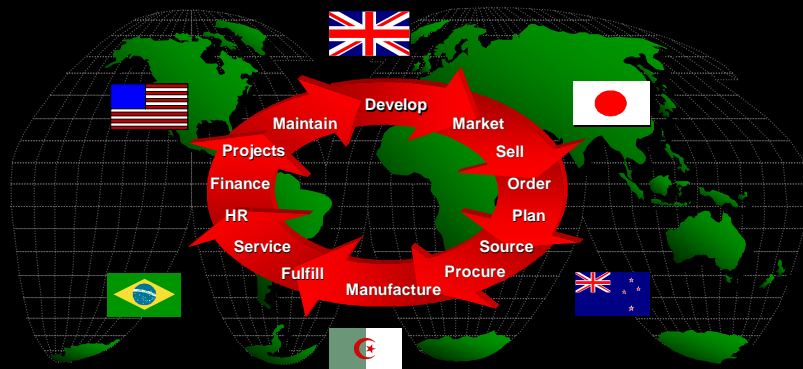 Develop
Market
Sell
Order
Plan
Source
Procure
Manufacture
Fulfill
Service
HR
Finance
Projects
Maintain